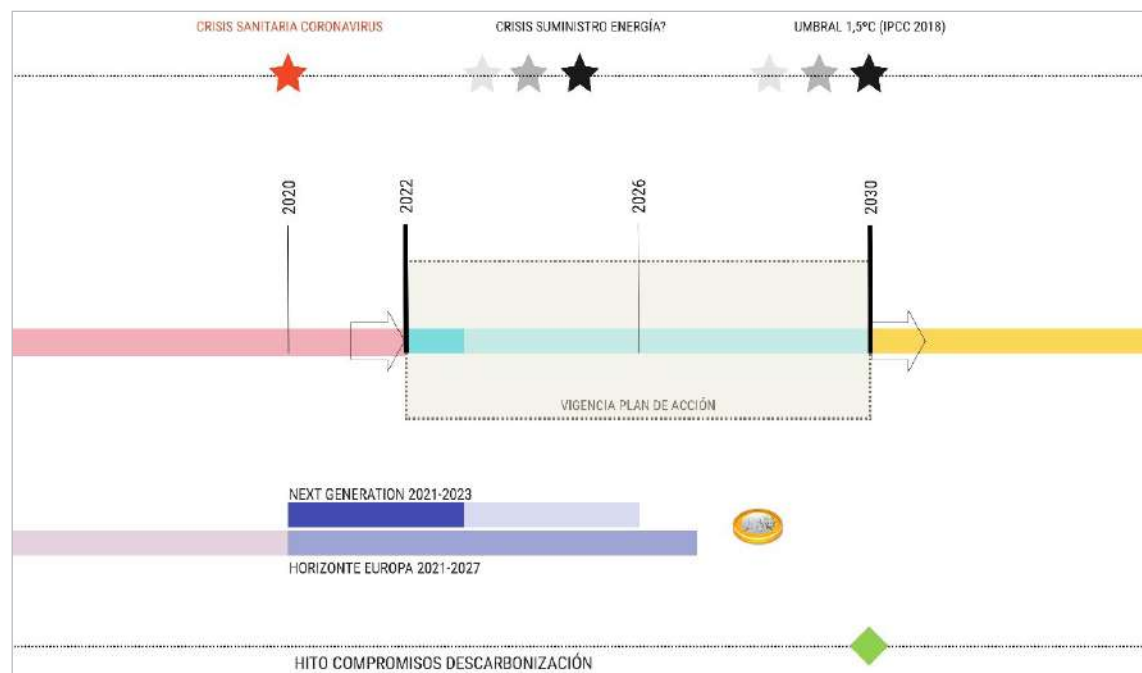 CRISIS SANITARIA CORONAVIRUS
CRISIS SUMINISTRO ENERGÍA?
UMBRAL 1,5ºC (IPCC 2018)
2020
2022
2026
2030
VIGENCIA PLAN DE ACCIÓN
NEXT GENERATION 2021-2023
HORIZONTE EUROPA 2021-2027
HITO COMPROMISOS DESCARBONIZACIÓN